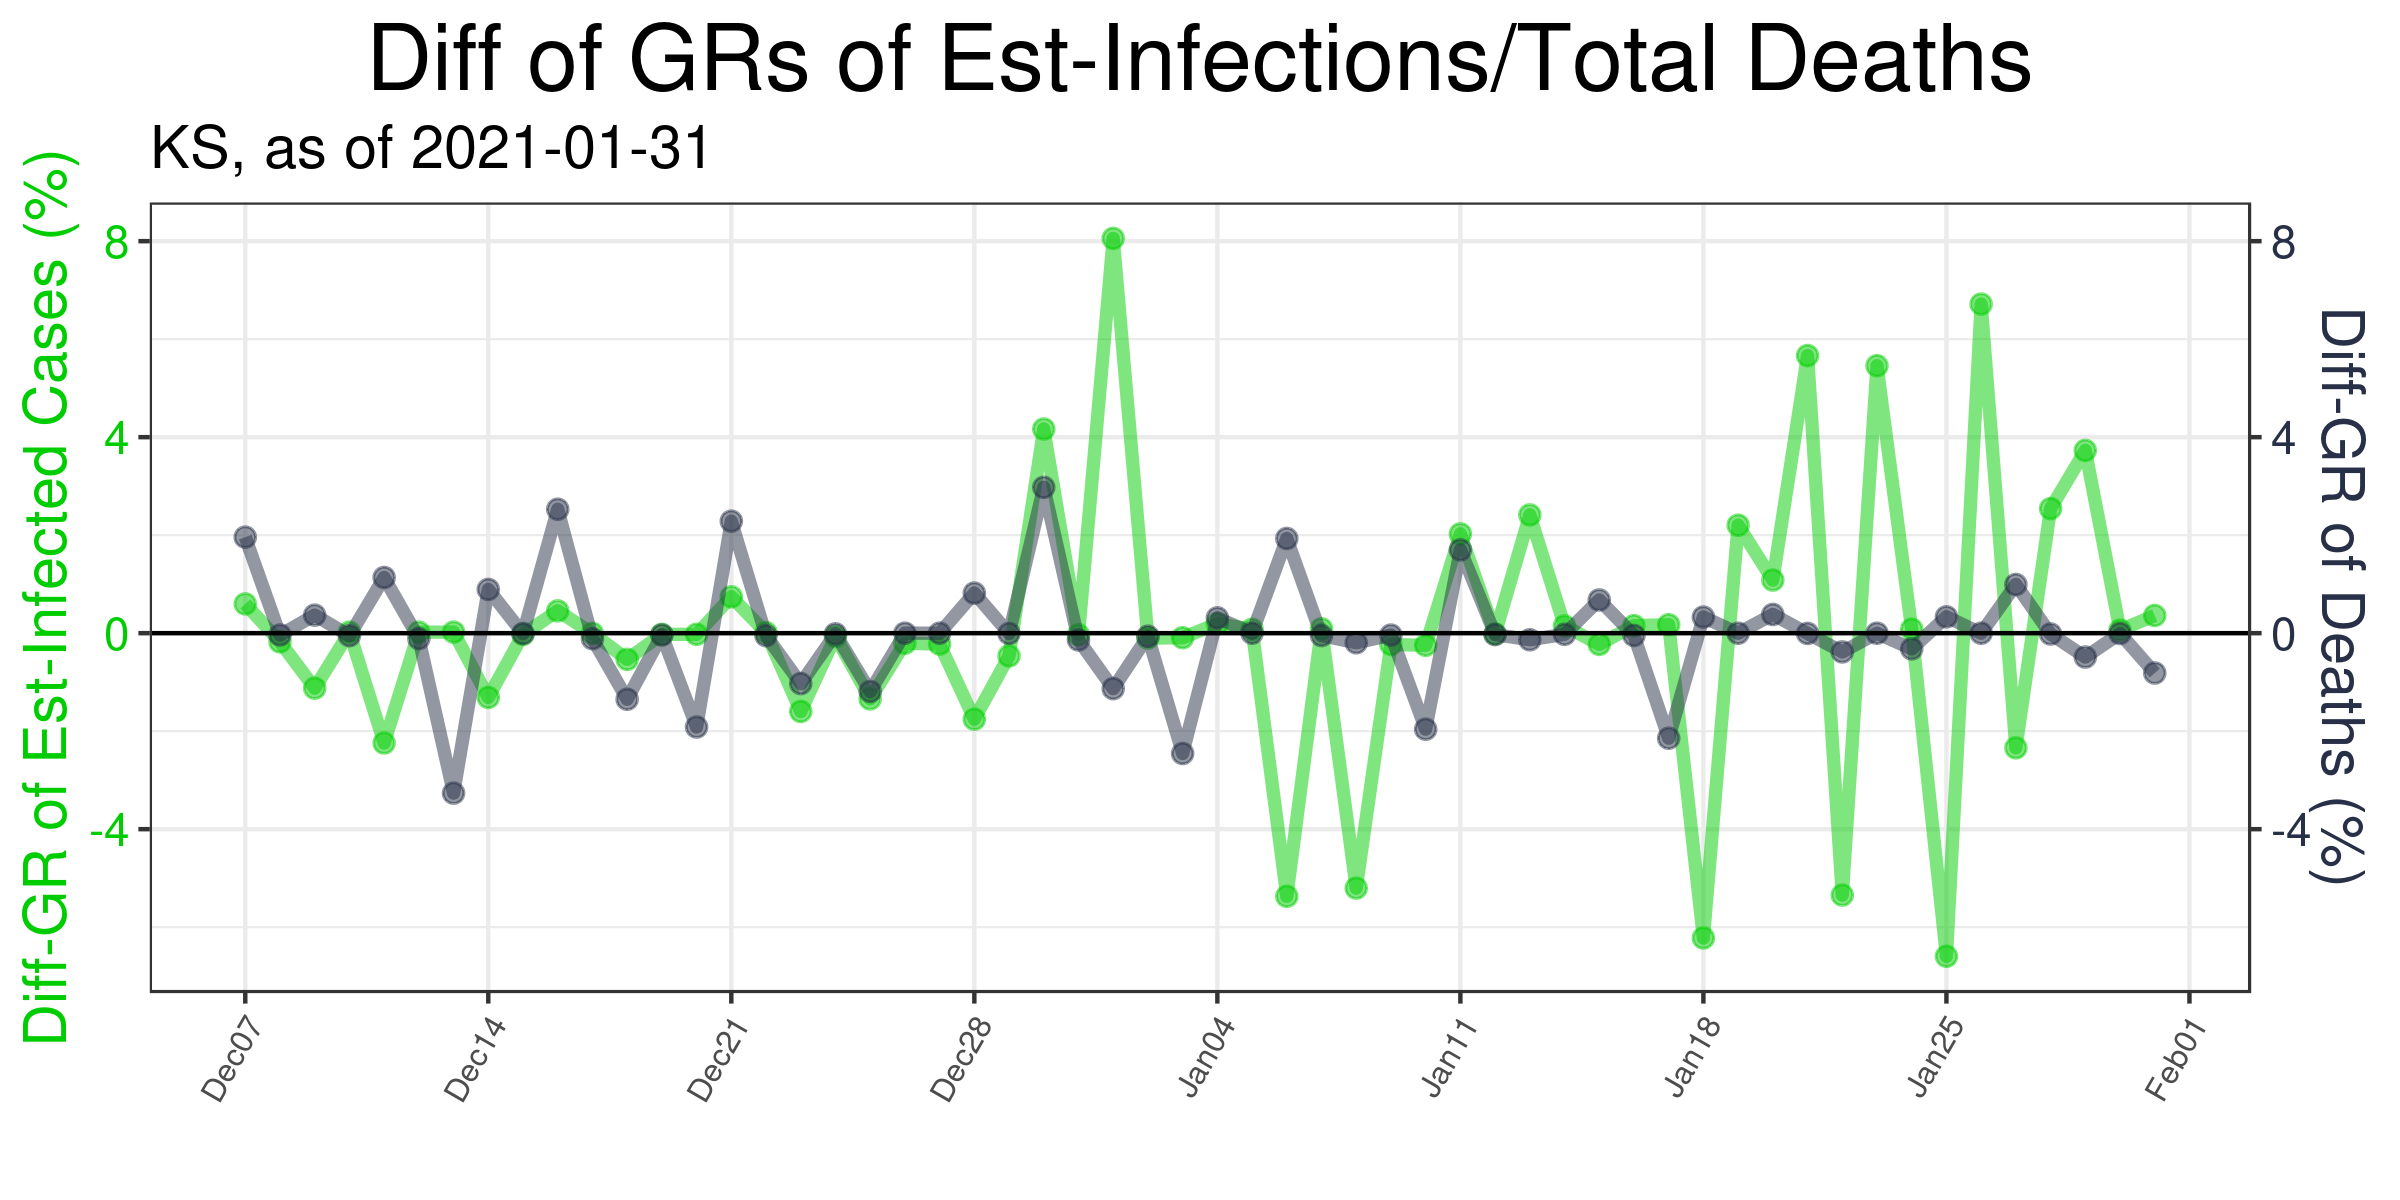 Diff of GRs of Est-Infections/Total Deaths
KS, as of 2021-01-31
Diff-GR of Est-Infected Cases (%)
8
4
0
-4
8
4
0
-4
Diff-GR of Deaths (%)
Dec07
Dec14
Dec21
Dec28
Jan04
Jan11
Jan18
Jan25
Feb01